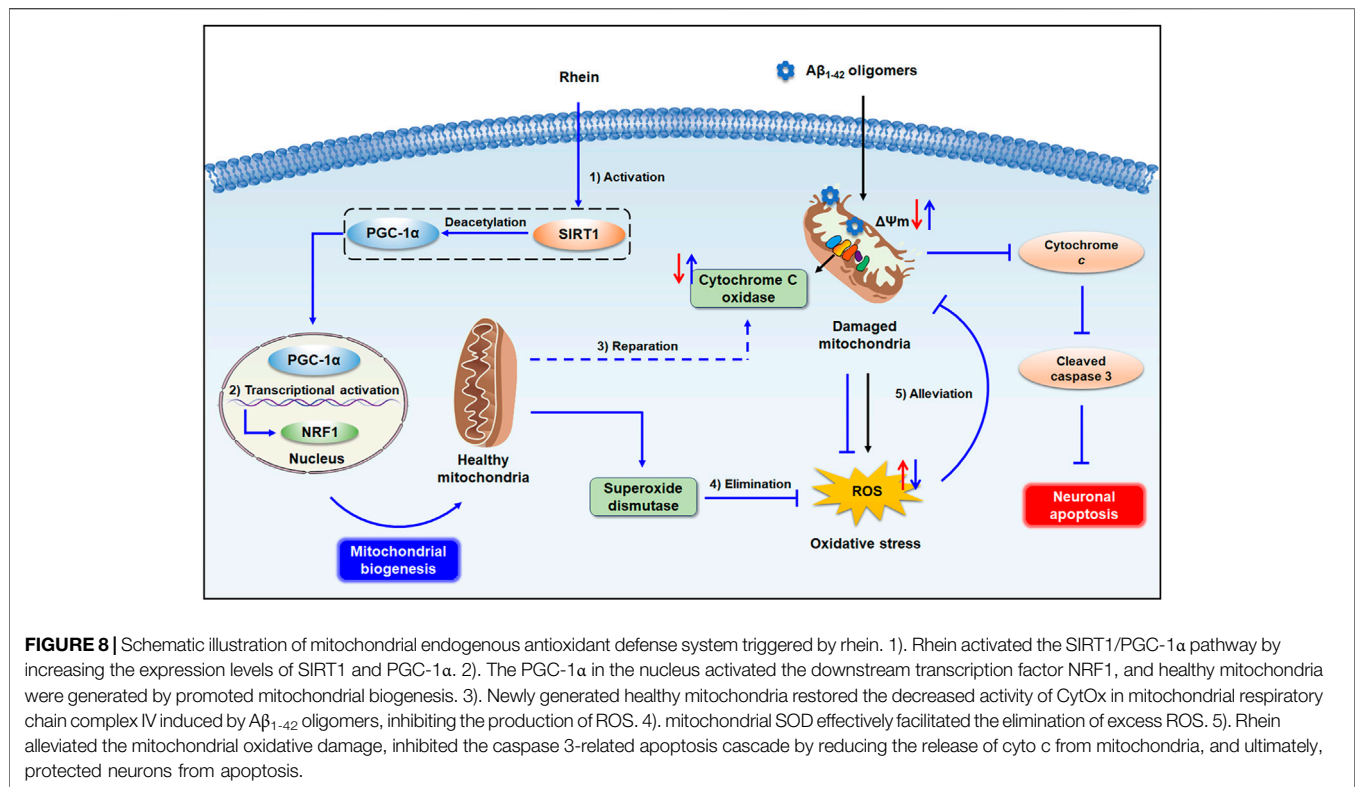 Rhein
Aβ1-42 oligomers
1) Activation
PGC-1α
Deacetylation
SIRT1
ΔΨm
Cytochrome
c
Cytochrome C
oxidase
Damaged
mitochondria
3) Reparation
Cleaved
caspase 3
PGC-1α
2) Transcriptional activation
NRF1
Nucleus
Healthy
mitochondria
5) Alleviation
Superoxide
dismutase
4) Elimination
ROS
Oxidative stress
Neuronal
apoptosis
Mitochondrial
biogenesis
FIGURE 8 | Schematic illustration of mitochondrial endogenous antioxidant defense system triggered by rhein. 1). Rhein activated the SIRT1/PGC-1α pathway by
increasing the expression levels of SIRT1 and PGC-1α. 2). The PGC-1α in the nucleus activated the downstream transcription factor NRF1, and healthy mitochondria
were generated by promoted mitochondrial biogenesis. 3). Newly generated healthy mitochondria restored the decreased activity of CytOx in mitochondrial respiratory
chain complex IV induced by Aβ1-42 oligomers, inhibiting the production of ROS. 4). mitochondrial SOD effectively facilitated the elimination of excess ROS. 5). Rhein
alleviated the mitochondrial oxidative damage, inhibited the caspase 3-related apoptosis cascade by reducing the release of cyto c from mitochondria, and ultimately,
protected neurons from apoptosis.